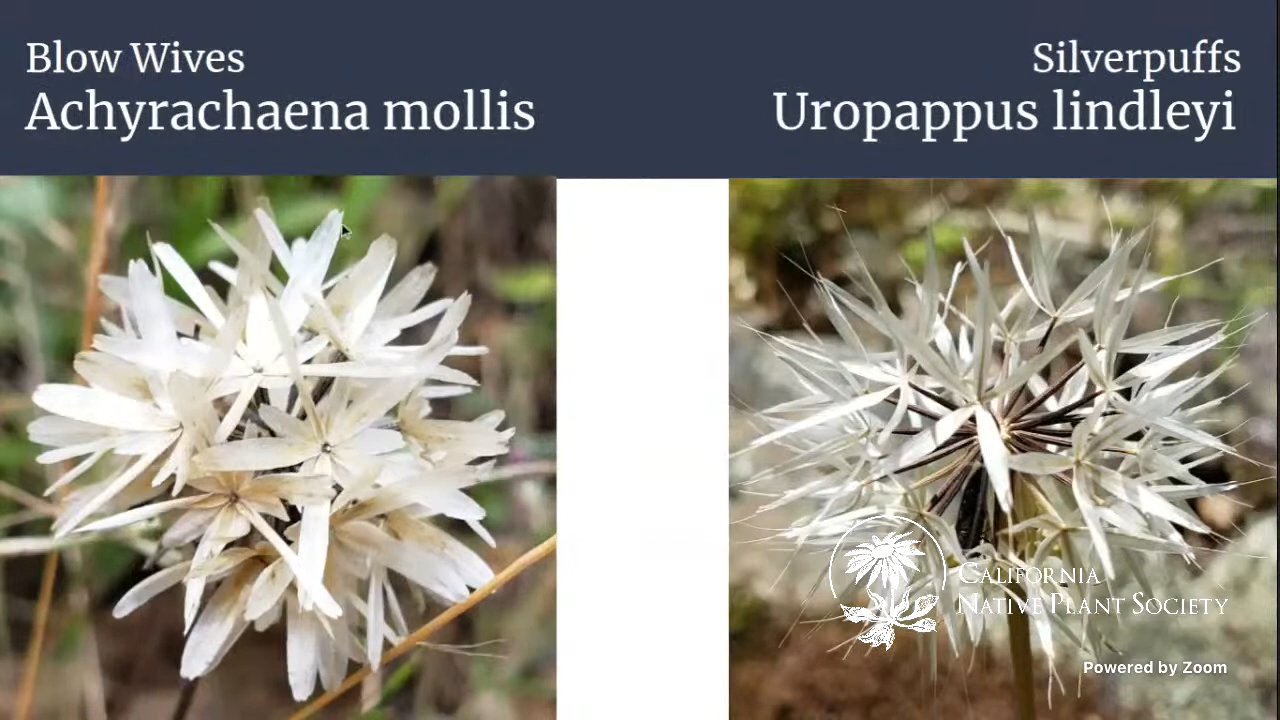 Blow Wives
Achyrachaena mollis
Silverpuffs
Uropappus lindleyi
California
Native Plant Society
Powered by Zoom